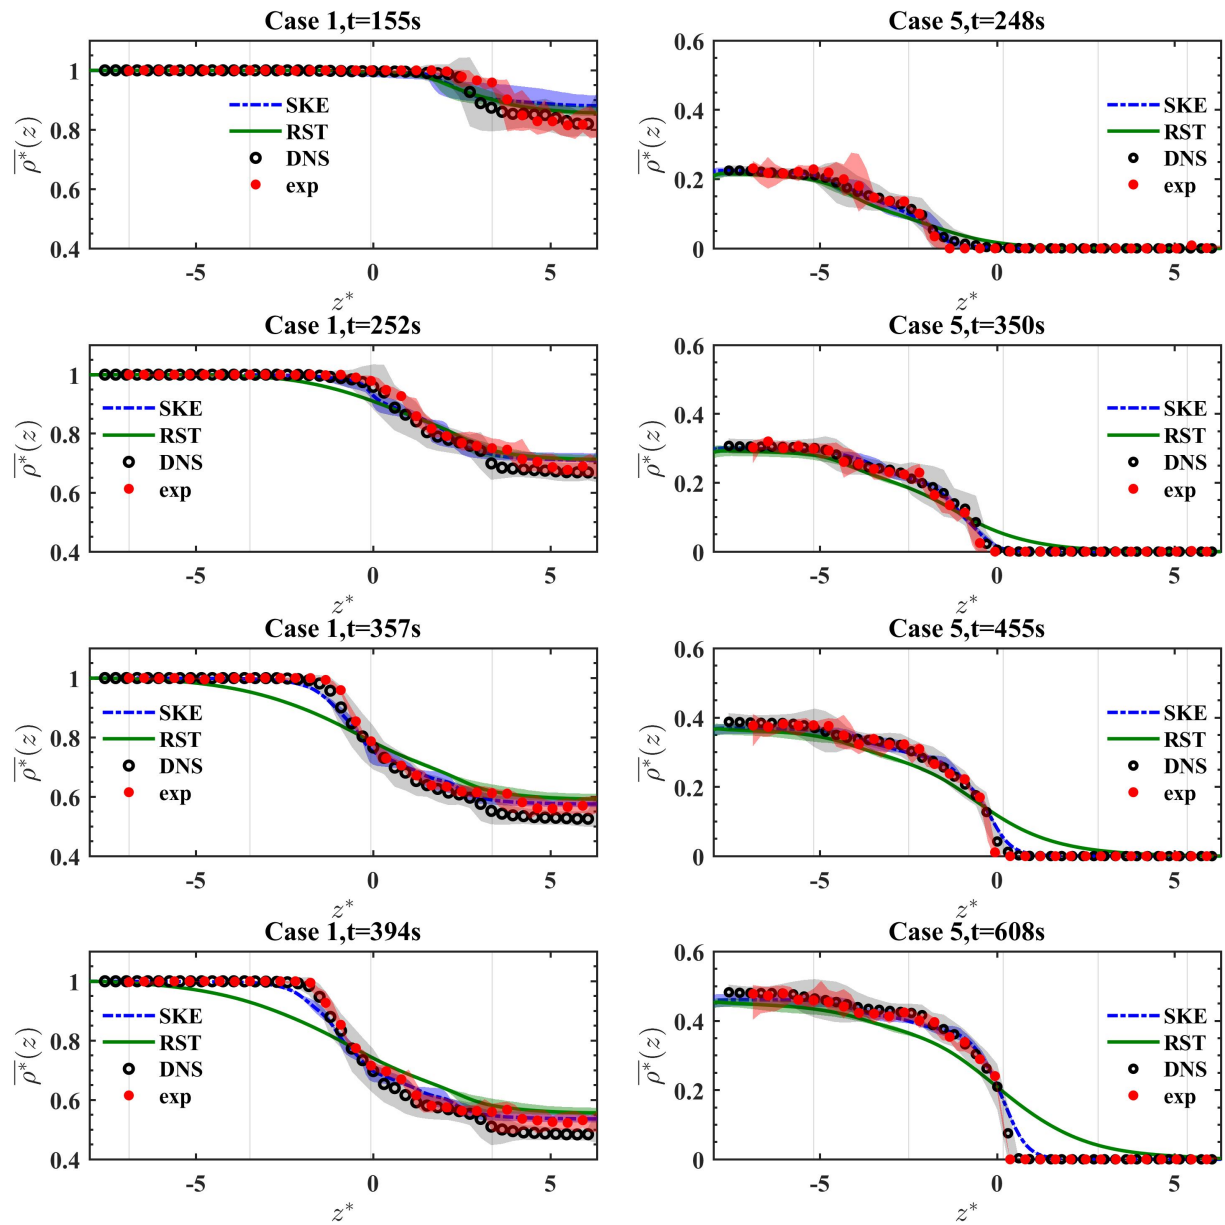 Case 1,t=155s
1
0.8
0.6
0.4
-5
0
5
z*
ρ*(z)
SKE
RST
DNS
exp
Case 5,t=248s
0.6
0.4
0.2
0
-5
0
5
z*
ρ*(z)
SKE
RST
DNS
exp
Case 1,t=252s
1
0.8
0.6
0.4
-5
0
5
z*
ρ*(z)
SKE
RST
DNS
exp
Case 5,t=350s
0.6
0.4
0.2
0
-5
0
5
z*
ρ*(z)
SKE
RST
DNS
exp
Case 1,t=357s
1
0.8
0.6
0.4
-5
0
5
z*
ρ*(z)
SKE
RST
DNS
exp
Case 5,t=455s
0.6
0.4
0.2
0
-5
0
5
z*
ρ*(z)
SKE
RST
DNS
exp
Case 1,t=394s
1
0.8
0.6
0.4
-5
0
5
z*
ρ*(z)
SKE
RST
DNS
exp
Case 5,t=608s
0.6
0.4
0.2
0
-5
0
5
z*
ρ*(z)
SKE
RST
DNS
exp